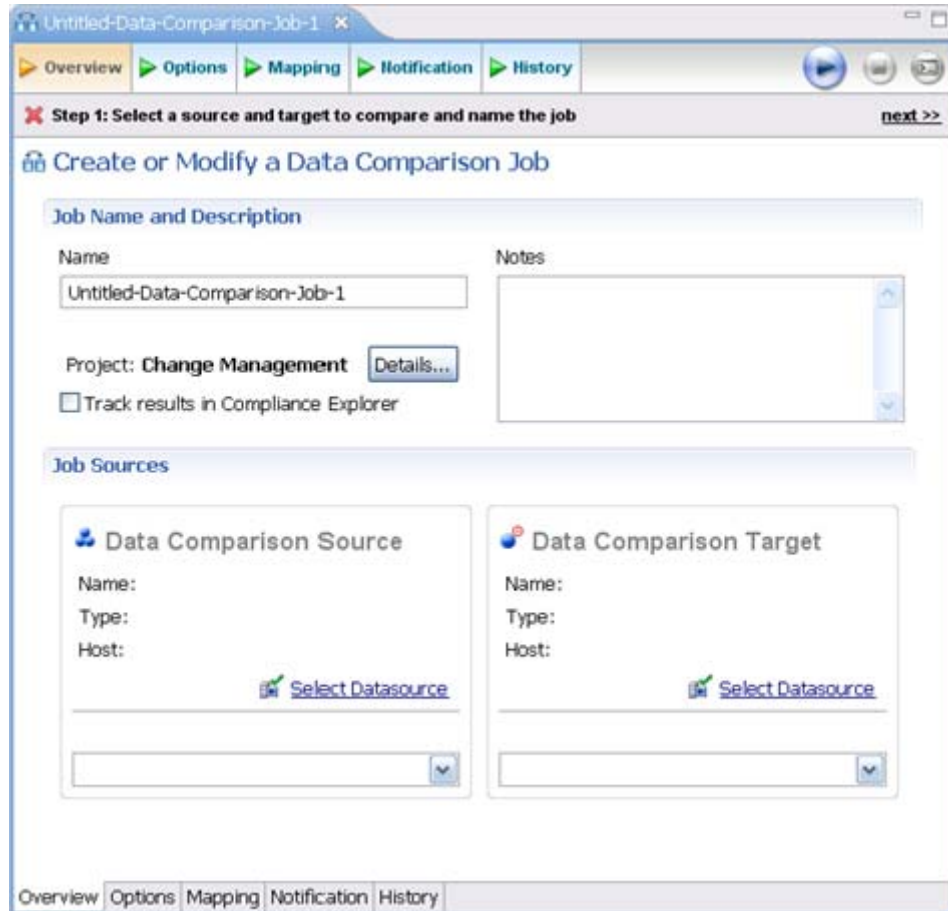 Untitled-Data-Comparison-Job-1
Overview Options Mapping Notification History
Step 1: Select a source and target to compare and name the job next >>
Create or Modify a Data Comparison Job
Job Name and Description
Name Notes
Untitled-Data-Comparison-Job-1
Project: Change Management Details...
Track results in Compliance Explorer
Job Sources
Data Comparison Source Data Comparison Target
Name: Name:
Type: Type:
Host: Host:
Select Datasource Select Datasource
Overview Options Mapping Notification History